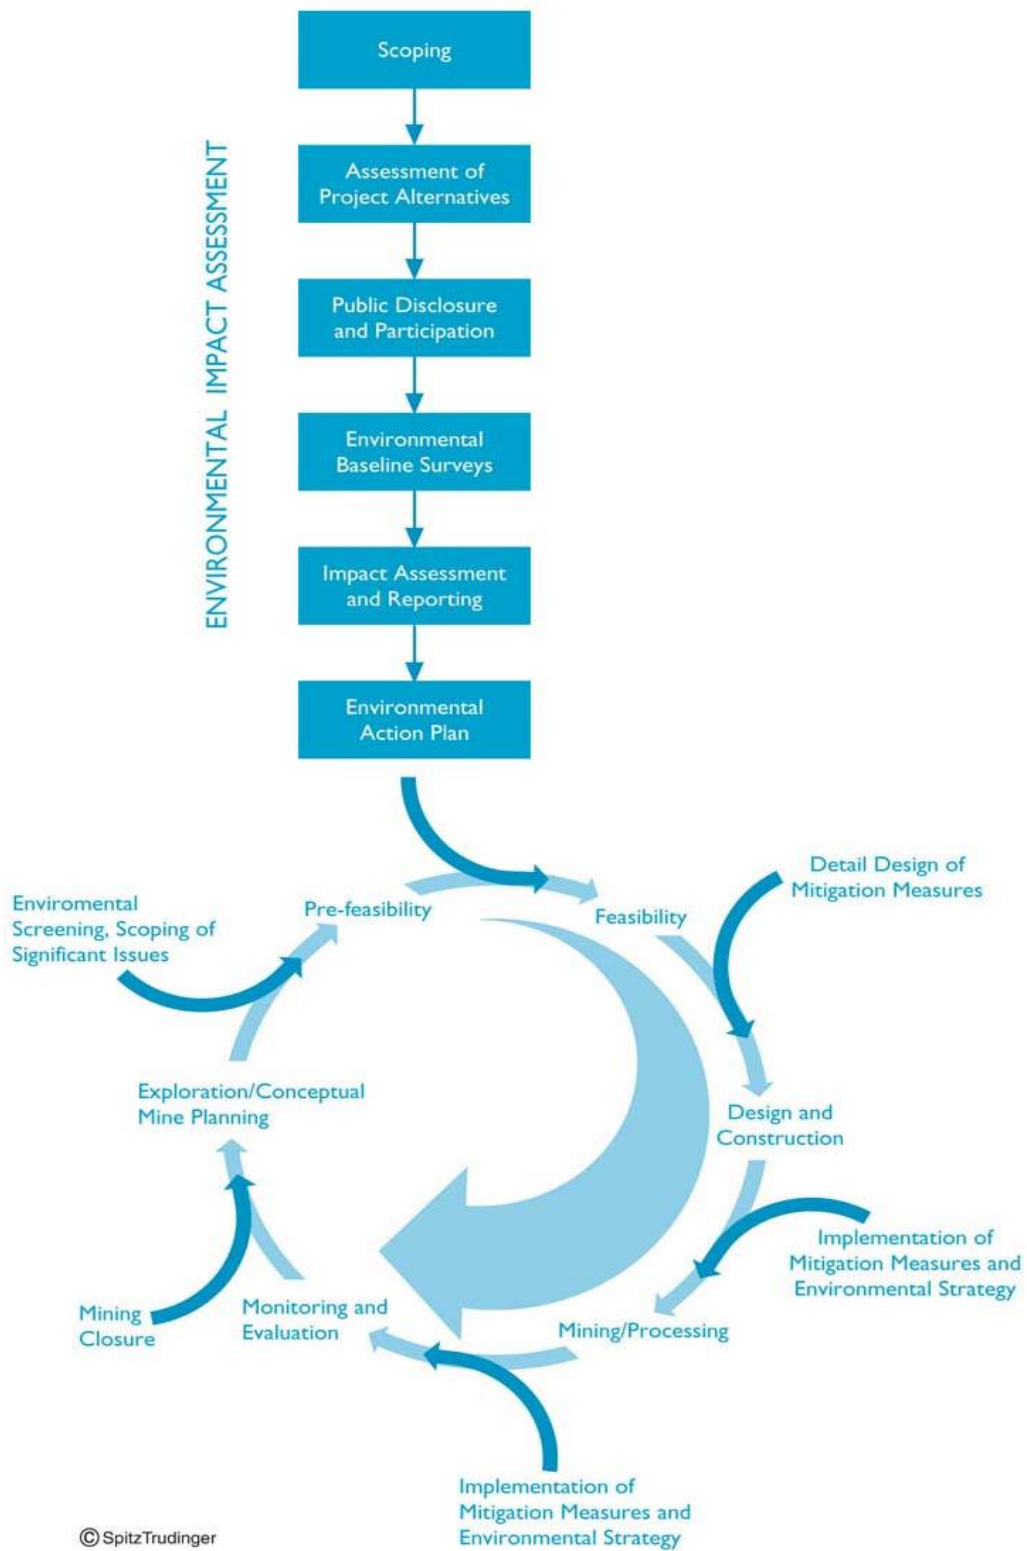 Scoping
ENVIRONMENTAL IMPACT ASSESSMENT
Assessment of
Project Alternatives
Public Disclosure
and Participation
Environmental
Baseline Surveys
Impact Assessment
and Reporting
Environmental
Action Plan
Detail Design of
Mitigation Measures
Enviromental
Screening, Scoping of
Significant Issues
Pre-feasibility
Feasibility
Exploration/Conceptual
Mine Planning
Design and
Construction
Implementation of
Mitigation Measures and
Environmental Strategy
Mining
Closure
Monitoring and
Evaluation
Mining/Processing
Implementation of
Mitigation Measures and
Environmental Strategy
© SpitzTrudinger